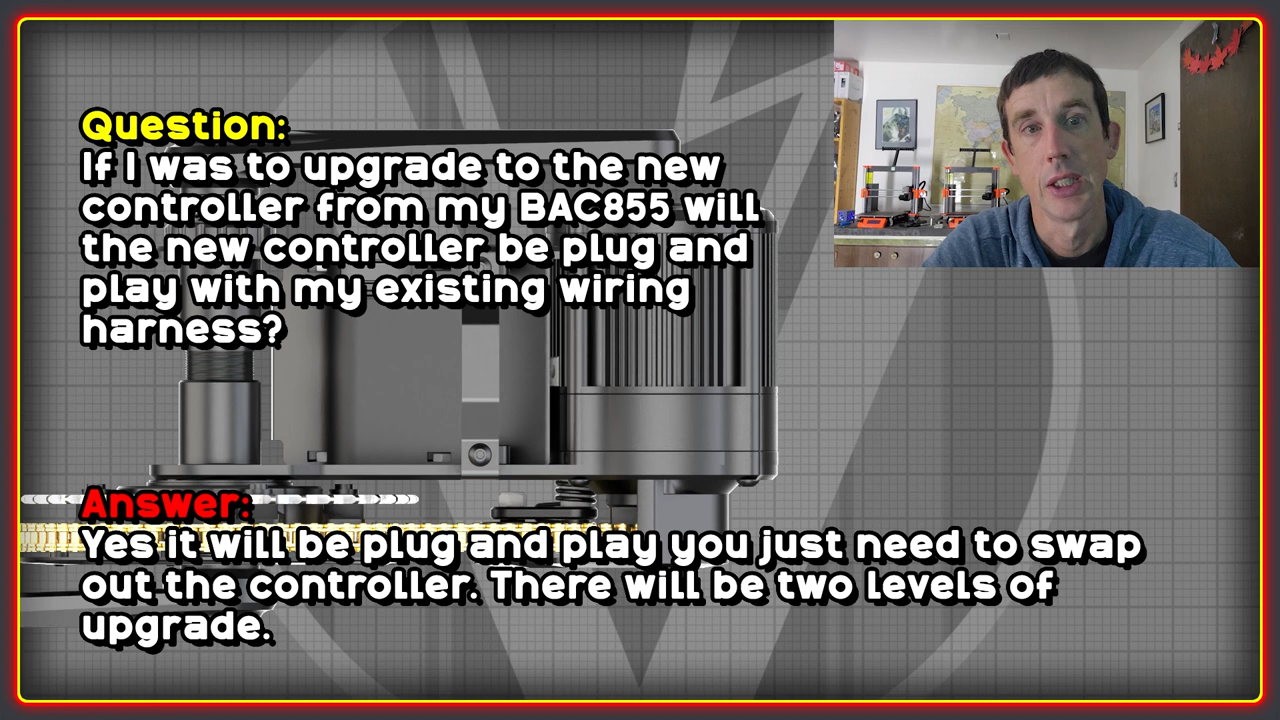 Question:
If I was to upgrade to the new
controller from my BAC855 will
the new controller be plug and
play with my existing wiring
harness?
Answer:
Yes it will be plug and play you just need to swap
out the controller. There will be two levels of
upgrade.